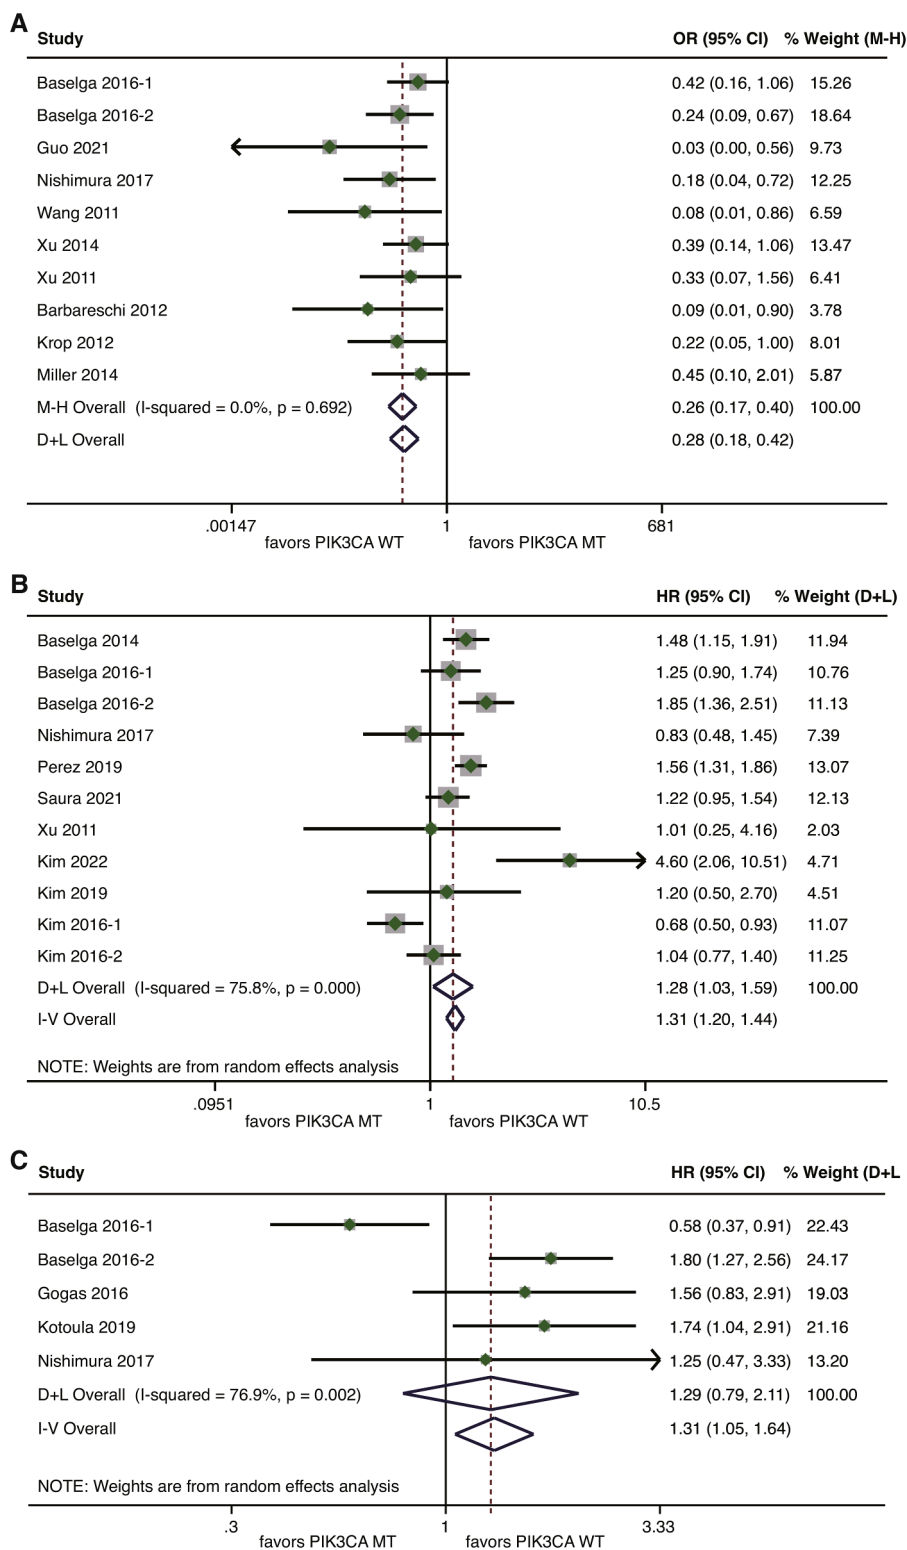 A
Study OR (95% CI) % Weight (M-H)
Baselga 2016-1 0.42 (0.16, 1.06) 15.26
Baselga 2016-2 0.24 (0.09, 0.67) 18.64
Guo 2021 0.03 (0.00, 0.56) 9.73
Nishimura 2017 0.18 (0.04, 0.72) 12.25
Wang 2011 0.08 (0.01, 0.86) 6.59
Xu 2014 0.39 (0.14, 1.06) 13.47
Xu 2011 0.33 (0.07, 1.56) 6.41
Barbareschi 2012 0.09 (0.01, 0.90) 3.78
Krop 2012 0.22 (0.05, 1.00) 8.01
Miller 2014 0.45 (0.10, 2.01) 5.87
M-H Overall (I-squared = 0.0%, p = 0.692) 0.26 (0.17, 0.40) 100.00
D+L Overall 0.28 (0.18, 0.42)
.00147 1 681
favors PIK3CA WT favors PIK3CA MT
B
Study HR (95% CI) % Weight (D+L)
Baselga 2014 1.48 (1.15, 1.91) 11.94
Baselga 2016-1 1.25 (0.90, 1.74) 10.76
Baselga 2016-2 1.85 (1.36, 2.51) 11.13
Nishimura 2017 0.83 (0.48, 1.45) 7.39
Perez 2019 1.56 (1.31, 1.86) 13.07
Saura 2021 1.22 (0.95, 1.54) 12.13
Xu 2011 1.01 (0.25, 4.16) 2.03
Kim 2022 4.60 (2.06, 10.51) 4.71
Kim 2019 1.20 (0.50, 2.70) 4.51
Kim 2016-1 0.68 (0.50, 0.93) 11.07
Kim 2016-2 1.04 (0.77, 1.40) 11.25
D+L Overall (I-squared = 75.8%, p = 0.000) 1.28 (1.03, 1.59) 100.00
I-V Overall 1.31 (1.20, 1.44)
NOTE: Weights are from random effects analysis
.0951 1 10.5
favors PIK3CA MT favors PIK3CA WT
C
Study HR (95% CI) % Weight (D+L
Baselga 2016-1 0.58 (0.37, 0.91) 22.43
Baselga 2016-2 1.80 (1.27, 2.56) 24.17
Gogas 2016 1.56 (0.83, 2.91) 19.03
Kotoula 2019 1.74 (1.04, 2.91) 21.16
Nishimura 2017 1.25 (0.47, 3.33) 13.20
D+L Overall (I-squared = 76.9%, p = 0.002) 1.29 (0.79, 2.11) 100.00
I-V Overall 1.31 (1.05, 1.64)
NOTE: Weights are from random effects analysis
.3 1 3.33
favors PIK3CA MT favors PIK3CA WT